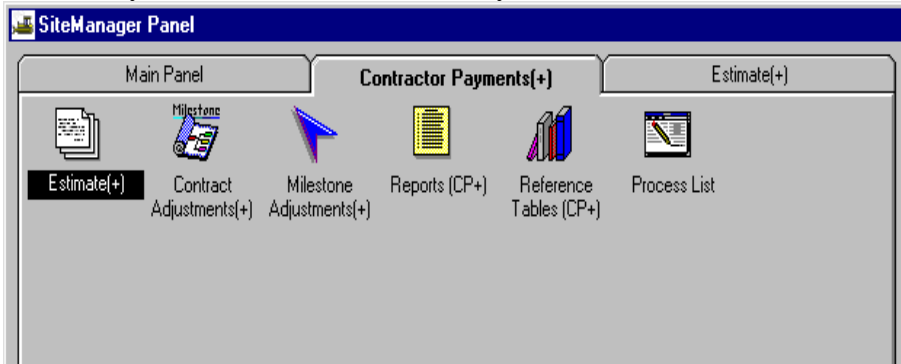 SiteManager Panel
Main Panel
Contractor Payments(+)
Estimate(+)
Milestone
Estimate(+)
Contract
Adjustments(+)
Milestone
Adjustments(+)
Reports (CP+)
Reference
Tables (CP+)
Process List